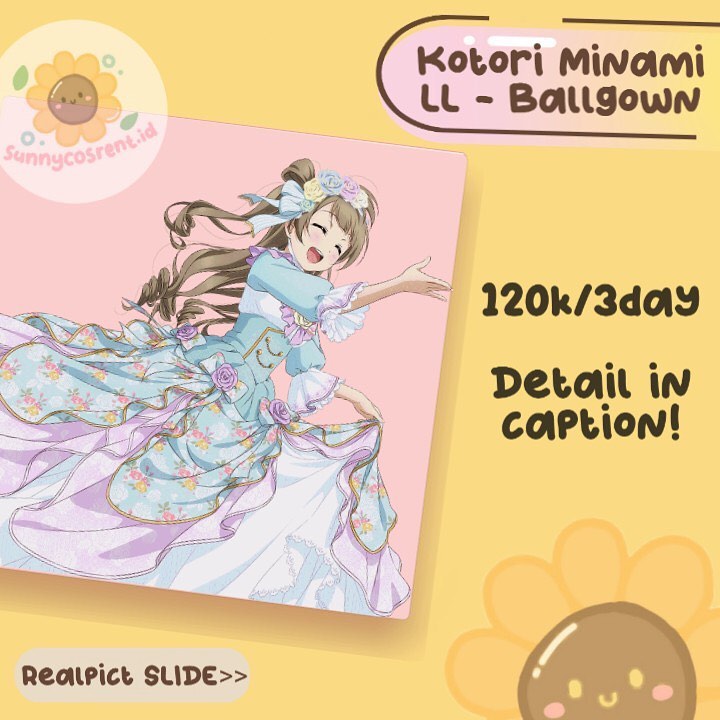 Kotori Minami
LL - Ballgown
sunnycosrent.id
120k/3day
Detail in
caption!
RealPict SLIDE>>